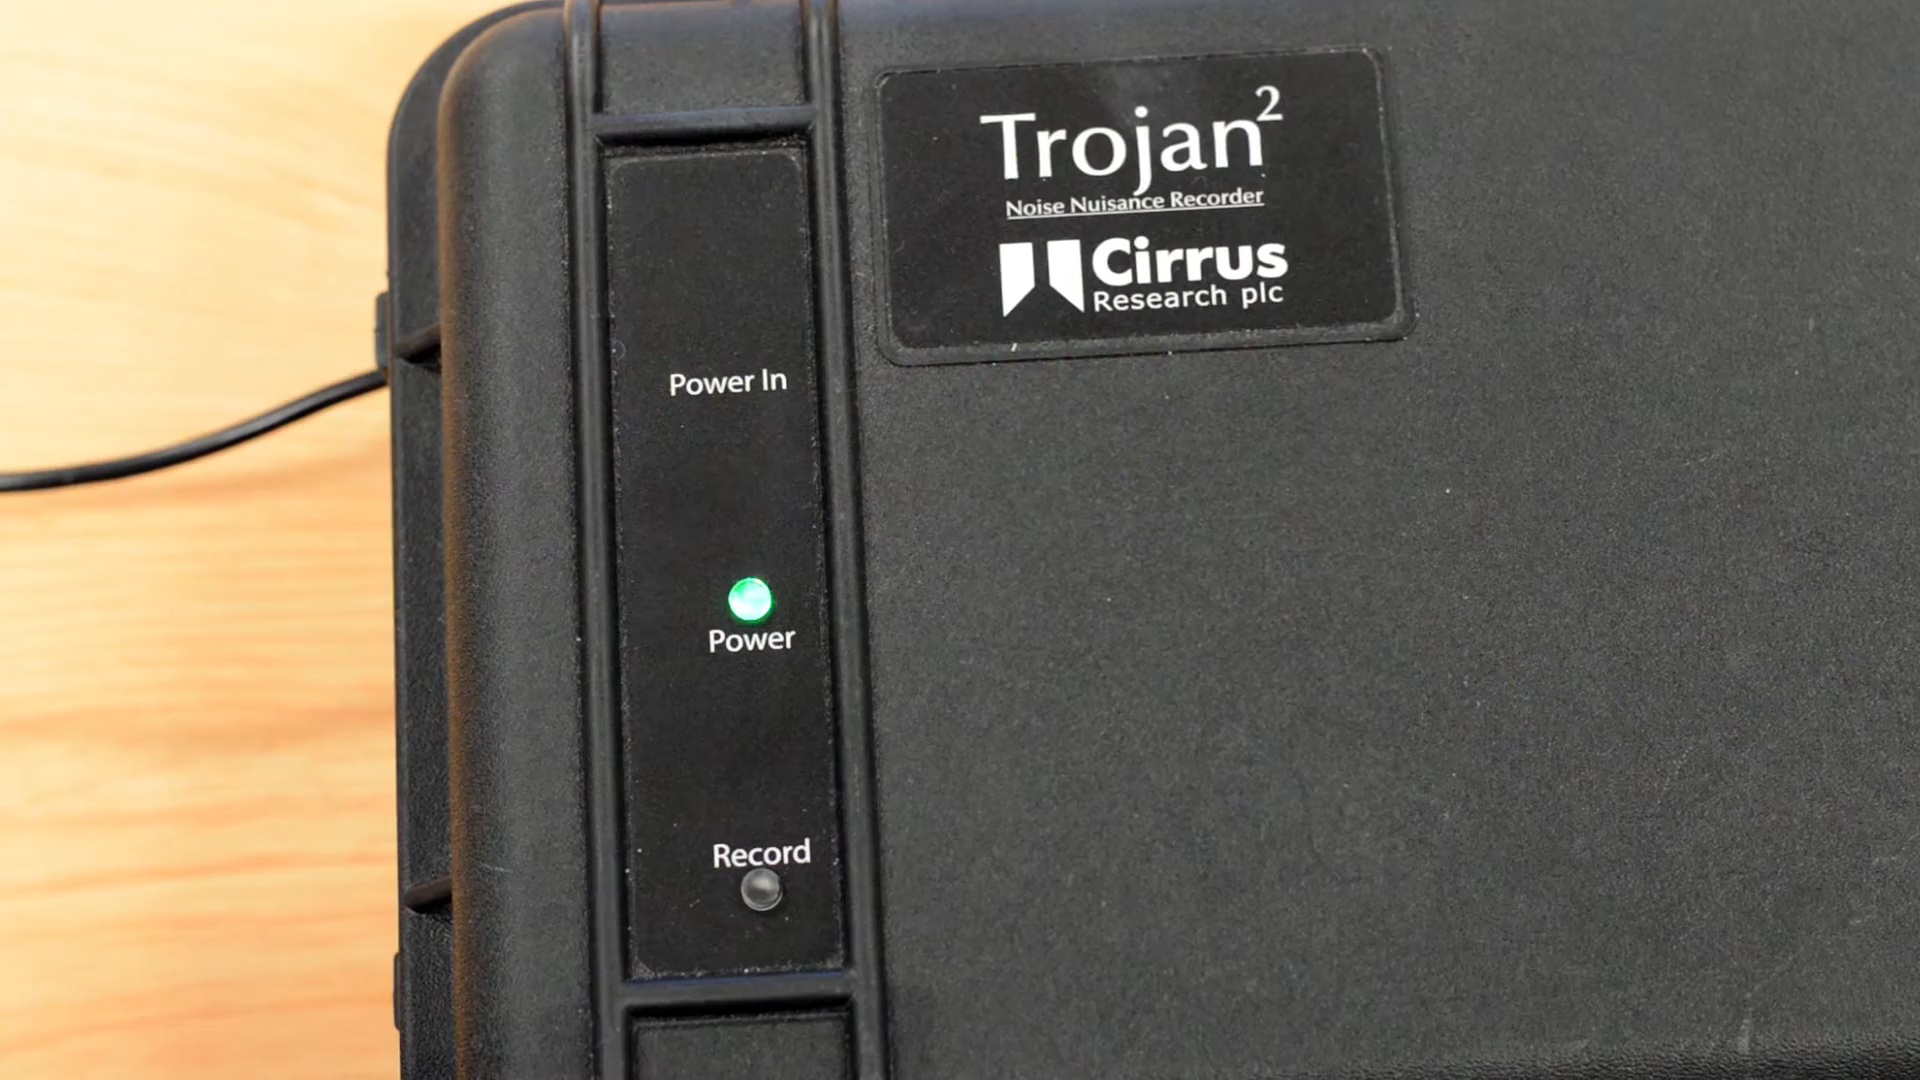 Trojan²
Noise Nuisance Recorder
Cirrus
Research plc
Power In
Power
Record